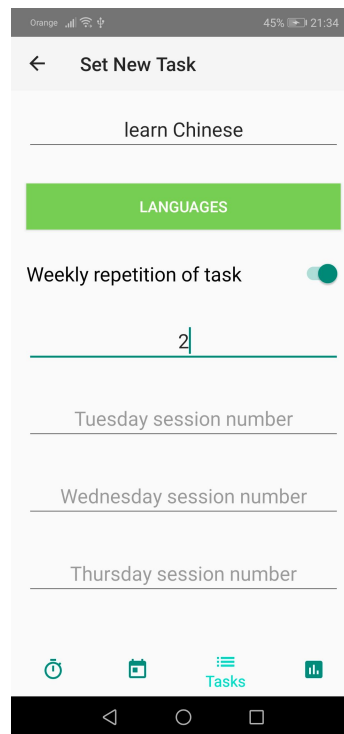 Orange 45% 21:34
Set New Task
learn Chinese
LANGUAGES
Weekly repetition of task
2
Tuesday session number
Wednesday session number
Thursday session number
Tasks